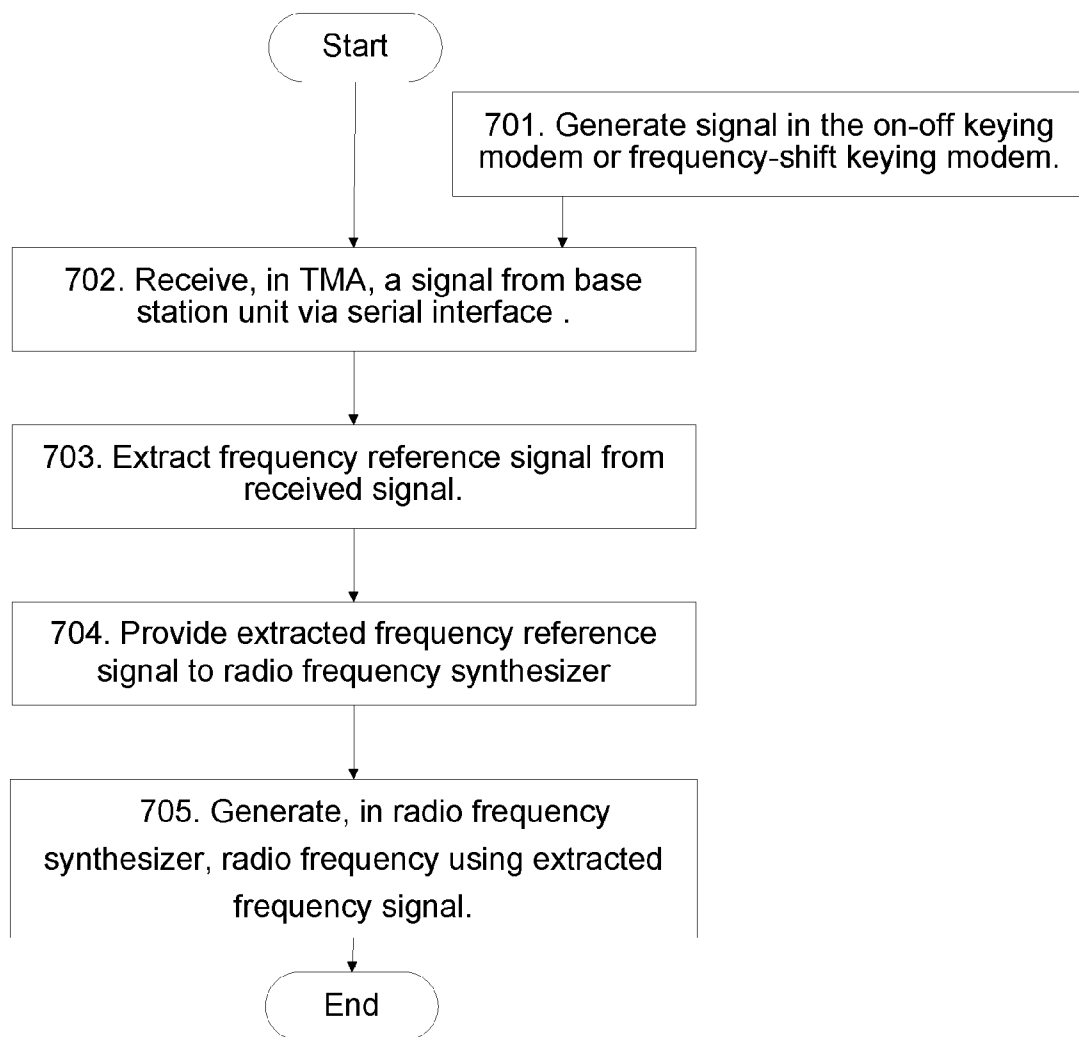 Start
701. Generate signal in the on-off keying
modem or frequency-shift keying modem.
702. Receive, in TMA, a signal from base
station unit via serial interface .
703. Extract frequency reference signal from
received signal.
704. Provide extracted frequency reference
signal to radio frequency synthesizer
705. Generate, in radio frequency
synthesizer, radio frequency using extracted
frequency signal.
End